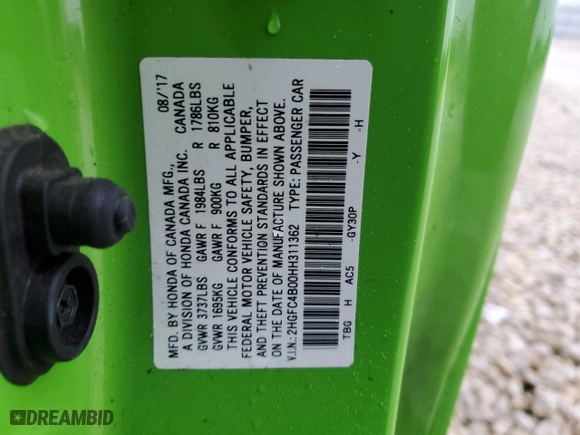 MFD. BY HONDA OF CANADA MFG., 08/'17
A DIVISION OF HONDA CANADA INC. CANADA
GVWR 3737LBS GAWR F 1984LBS R 1786LBS
GVWR 1695KG GAWR F 900KG R 810KG
THIS VEHICLE CONFORMS TO ALL APPLICABLE
FEDERAL MOTOR VEHICLE SAFETY, BUMPER,
AND THEFT PREVENTION STANDARDS IN EFFECT
ON THE DATE OF MANUFACTURE SHOWN ABOVE.
V.I.N.: 2HGFC4B00HH311362 TYPE: PASSENGER CAR
TBG H AC5 -GY30P -Y -H
DREAMBID